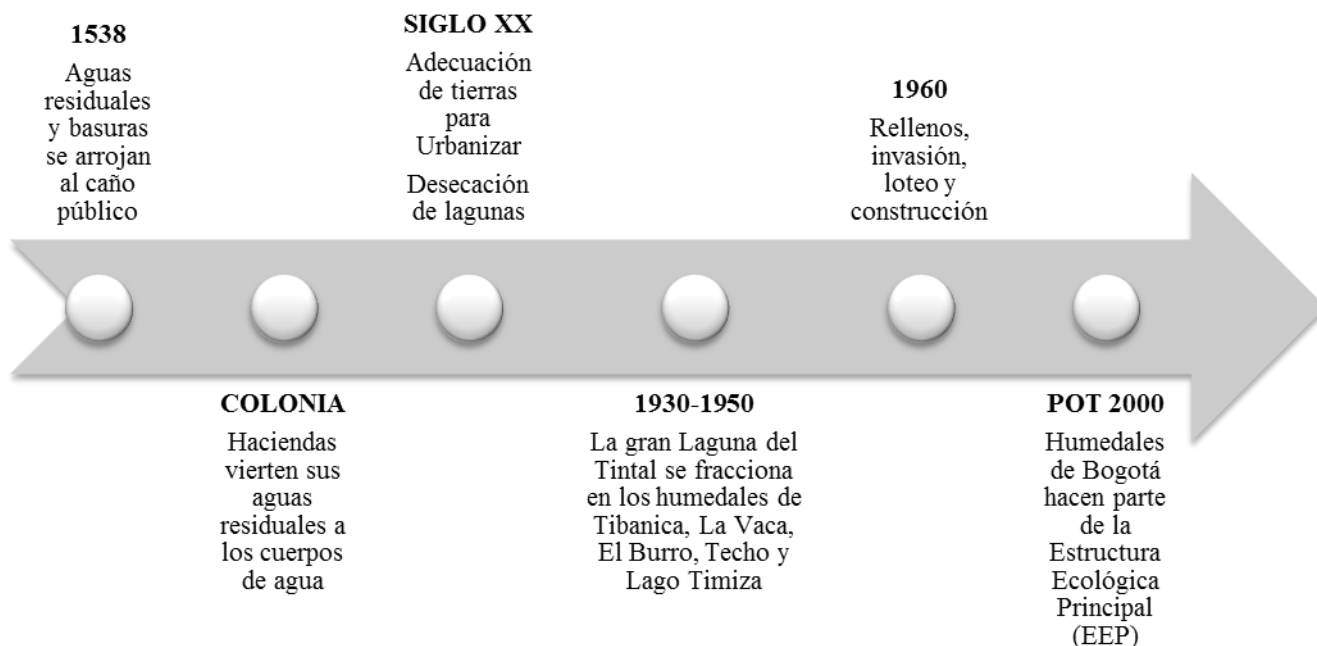 1538
Aguas
residuales
y basuras
se arrojan
al caño
público
COLONIA
Haciendas
vierten sus
aguas
residuales a
los cuerpos
de agua
SIGLO XX
Adecuación
de tierras
para
Urbanizar
Desecación
de lagunas
1930-1950
La gran Laguna del
Tintal se fracciona
en los humedales de
Tibanica, La Vaca,
El Burro, Techo y
Lago Timiza
1960
Rellenos,
invasión,
loteo y
construcción
POT 2000
Humedales
de Bogotá
hacen parte
de la
Estructura
Ecológica
Principal
(EEP)